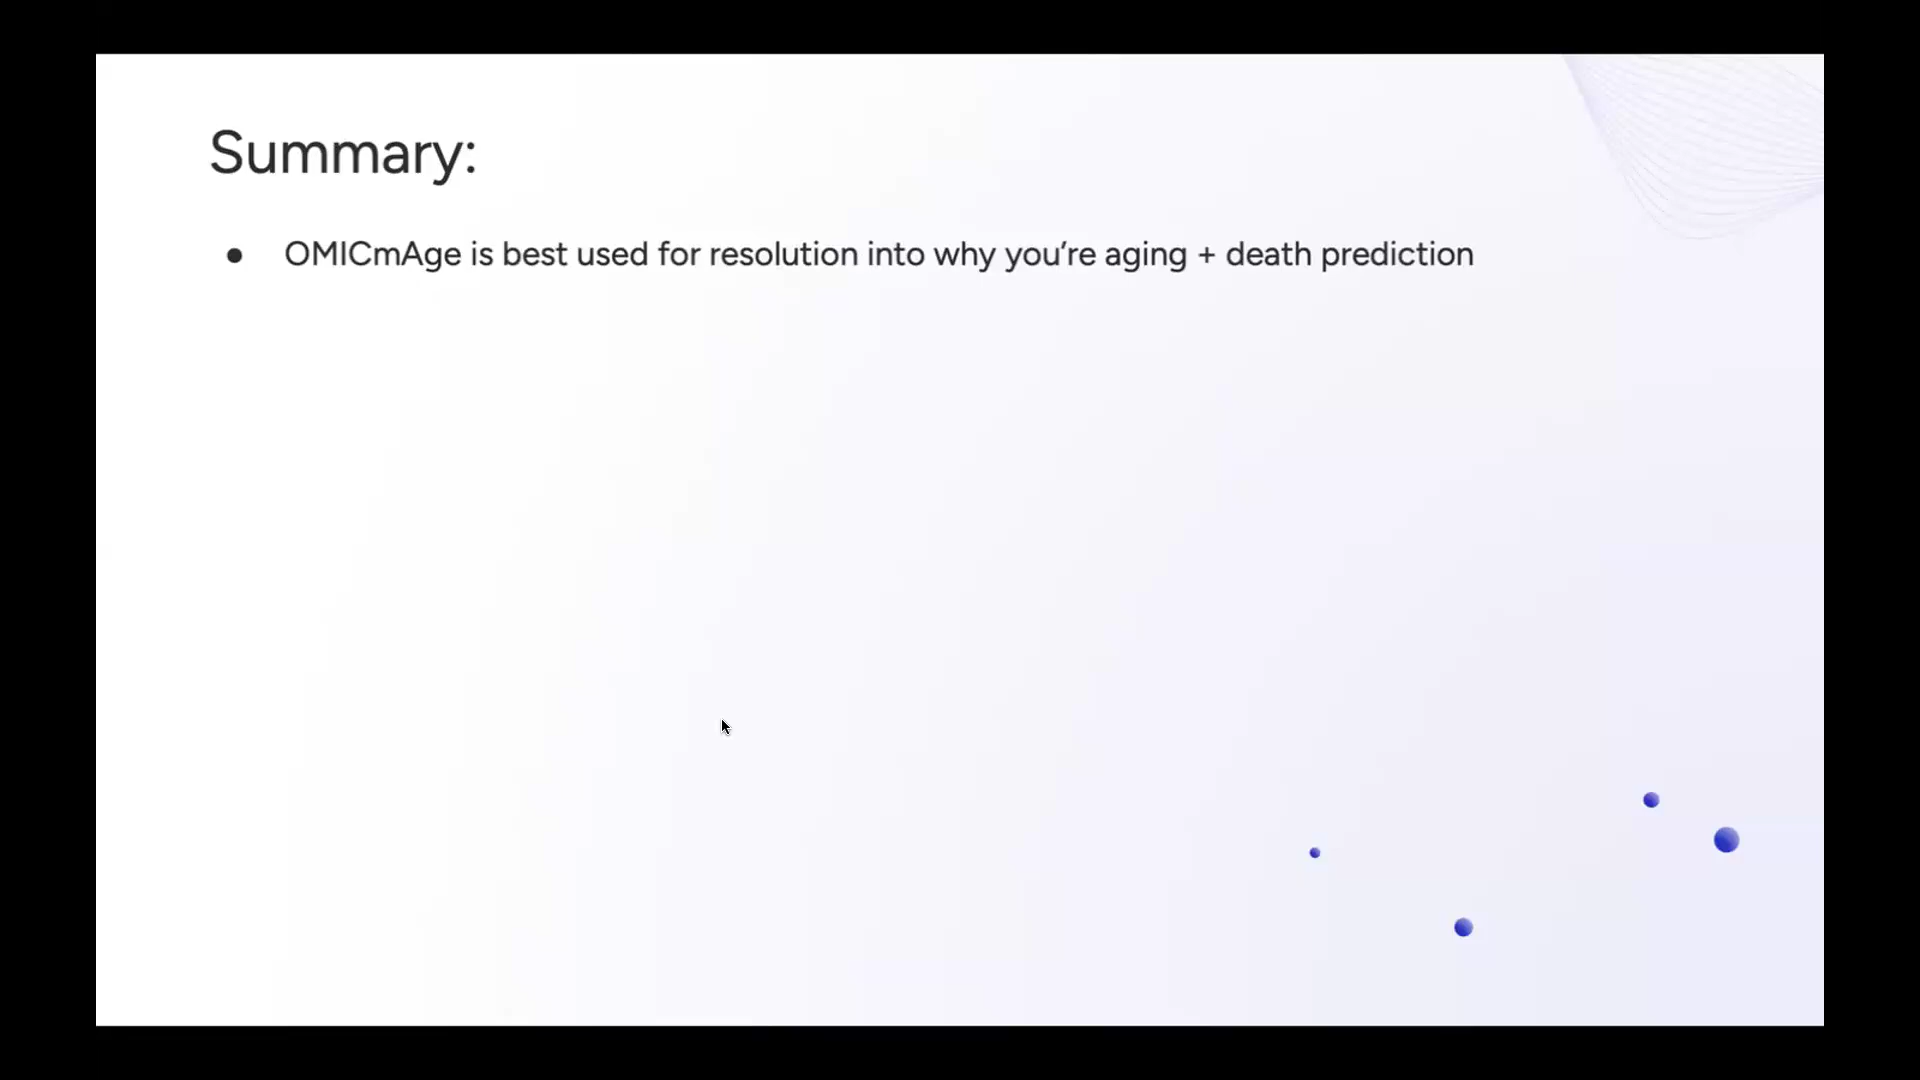 Summary:
● OMICmAge is best used for resolution into why you’re aging + death prediction